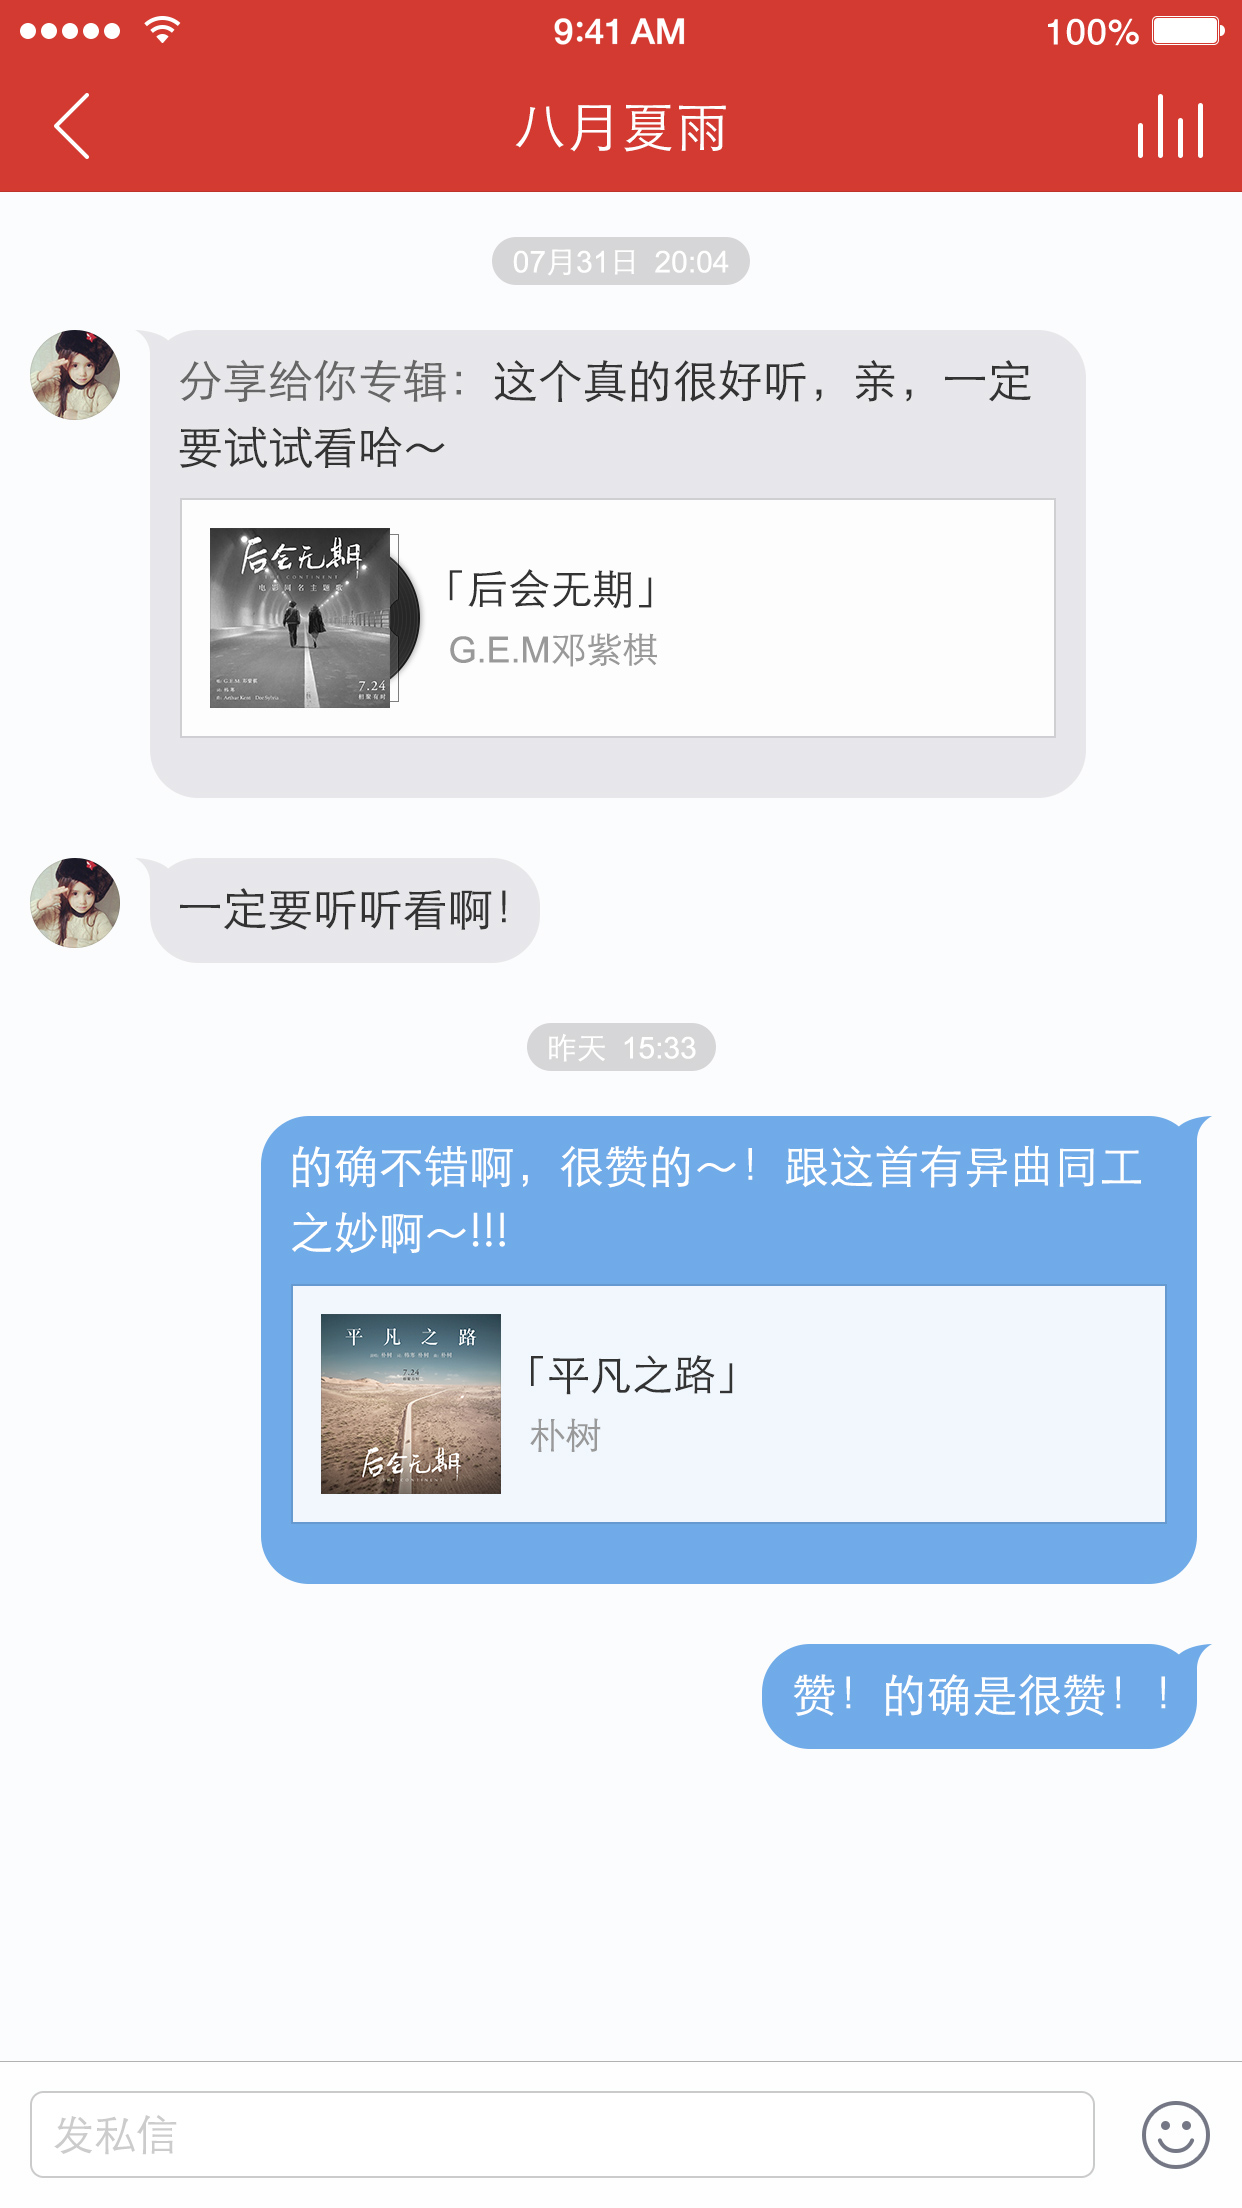 9:41 AM
100%
八月夏雨
07月31日 20:04
分享给你专辑：这个真的很好听，亲，一定
要试试看哈～
后会无期
THE CONTINENT
电影同名主题歌
7.24
相聚有时
「后会无期」
G.E.M邓紫棋
一定要听听看啊！
昨天 15:33
的确不错啊，很赞的～！跟这首有异曲同工
之妙啊～!!!
平凡之路
7.24
后会无期
THE CONTINENT
「平凡之路」
朴树
赞！的确是很赞！！
发私信